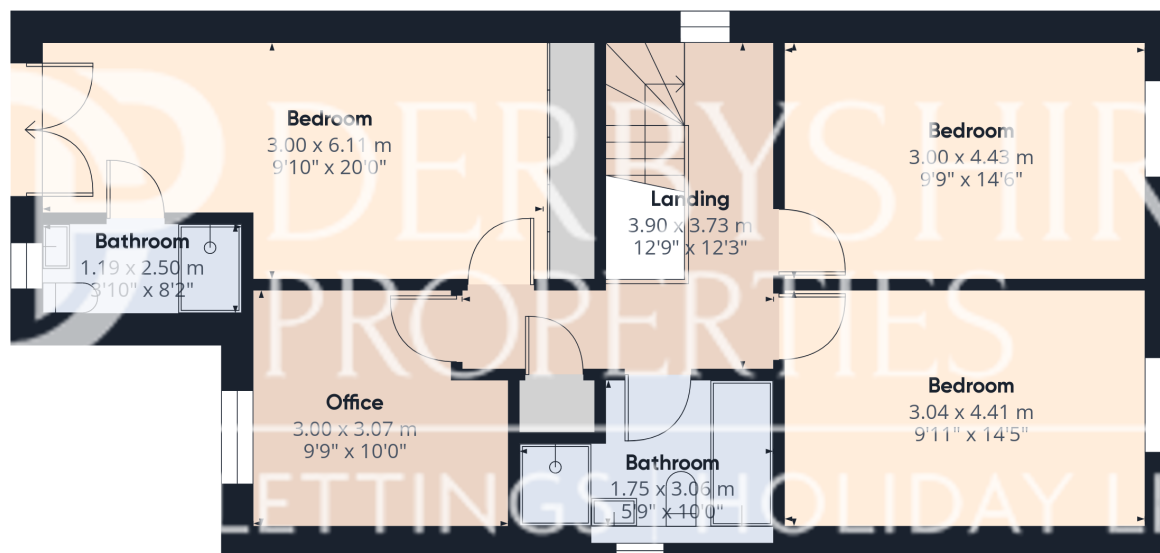 Bedroom
3.00 x 6.11 m
9'10" x 20'0"
Bedroom
3.00 x 4.43 m
9'9" x 14'6"
Landing
3.90 x 3.73 m
12'9" x 12'3"
Bathroom
1.19 x 2.50 m
3'10" x 8'2"
Office
3.00 x 3.07 m
9'9" x 10'0"
Bedroom
3.04 x 4.41 m
9'11" x 14'5"
Bathroom
1.75 x 3.06 m
5'9" x 10'0"
DERBYSHIR
PROPERTIES
LETTINGS | HOLIDAY LE